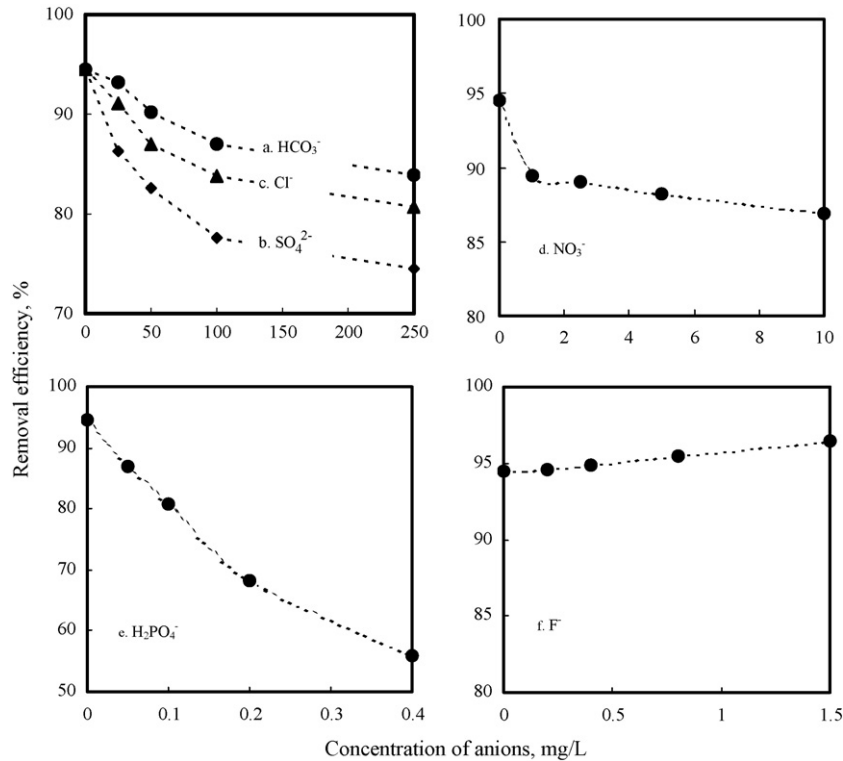 Removal efficiency, %
100
90
80
70
0 50 100 150 200 250
a. HCO₃⁻
c. Cl⁻
b. SO₄²⁻
100
95
90
85
80
0 2 4 6 8 10
d. NO₃⁻
100
90
80
70
60
50
0 0.1 0.2 0.3 0.4
e. H₂PO₄⁻
100
95
90
85
80
0 0.5 1 1.5
f. F⁻
Concentration of anions, mg/L